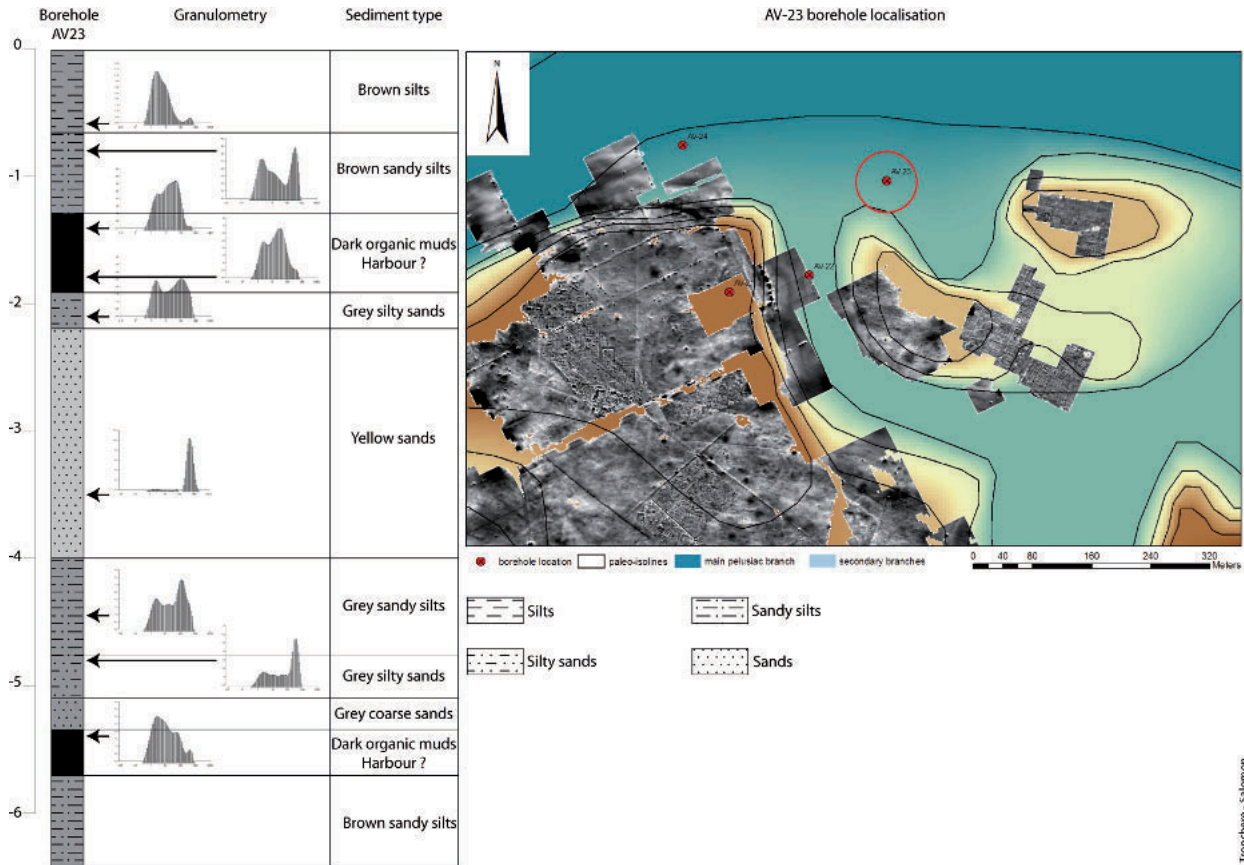 Borehole
AV23
Granulometry
Sediment type
AV-23 borehole localisation
0
-1
-2
-3
-4
-5
-6
Brown silts
Brown sandy silts
Dark organic muds
Harbour ?
Grey silty sands
Yellow sands
Grey sandy silts
Grey silty sands
Grey coarse sands
Dark organic muds
Harbour ?
Brown sandy silts
N
AV-24
AV-23
AV-22
borehole location
paleo-isolines
main pelusiac branch
secondary branches
0 40 80 160 240 320
Meters
Silts
Sandy silts
Silty sands
Sands
Salomon